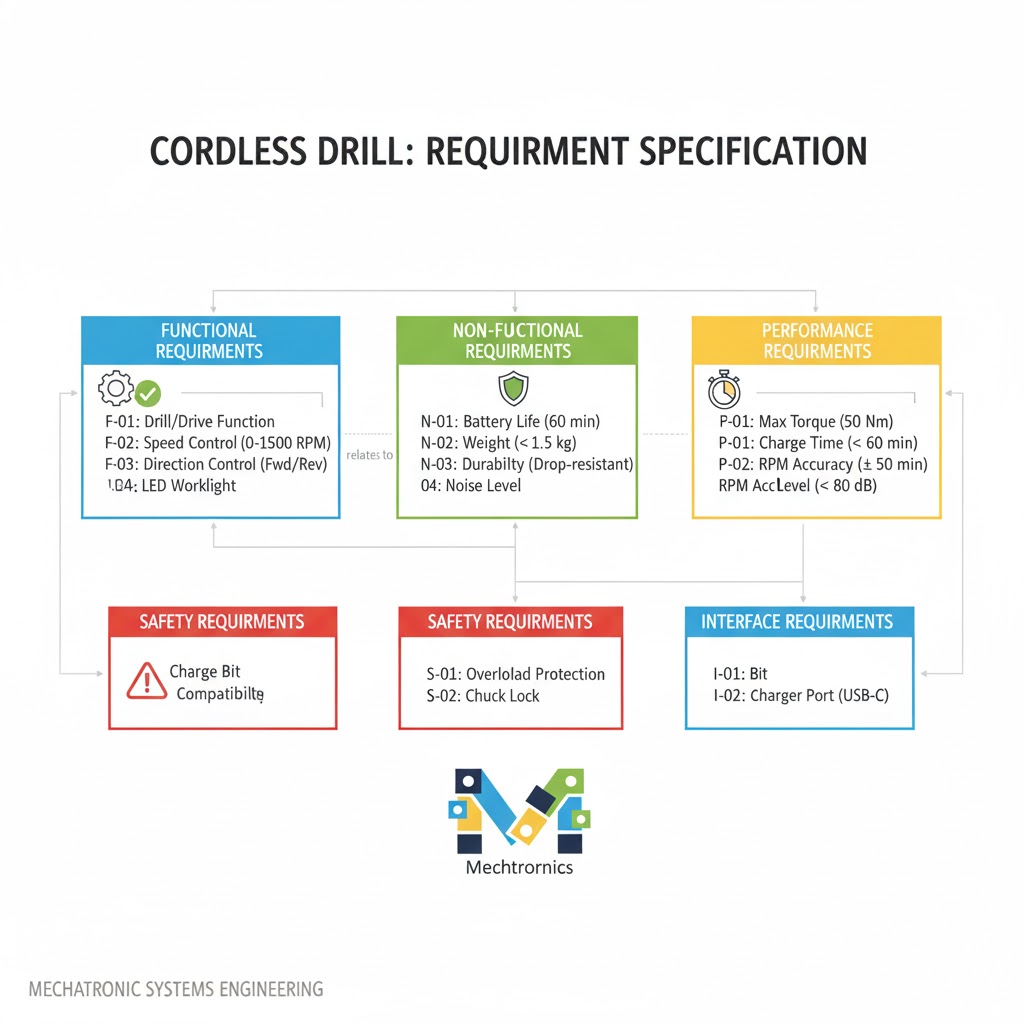 CORDLESS DRILL: REQUIRMENT SPECIFICATION
FUNCTIONAL
REQUIRMENTS
F-01: Drill/Drive Function
F-02: Speed Control (0-1500 RPM)
F-03: Direction Control (Fwd/Rev)
LED Worklight
relates to
NON-FUCTIONAL
REQUIRMENTS
N-01: Battery Life (60 min)
N-02: Weight (< 1.5 kg)
N-03: Durabilty (Drop-resistant)
04: Noise Level
PERFORMANCE
REQUIRMENTS
P-01: Max Torque (50 Nm)
P-01: Charge Time (< 60 min)
P-02: RPM Accuracy (± 50 min)
RPM AccLevel (< 80 dB)
SAFETY REQUIRMENTS
Charge Bit
Compatibilty
SAFETY REQUIRMENTS
S-01: Overlolad Protection
S-02: Chuck Lock
INTERFACE REQUIRMENTS
I-01: Bit
I-02: Charger Port (USB-C)
Mechtrornics
MECHATRONIC SYSTEMS ENGINEERING